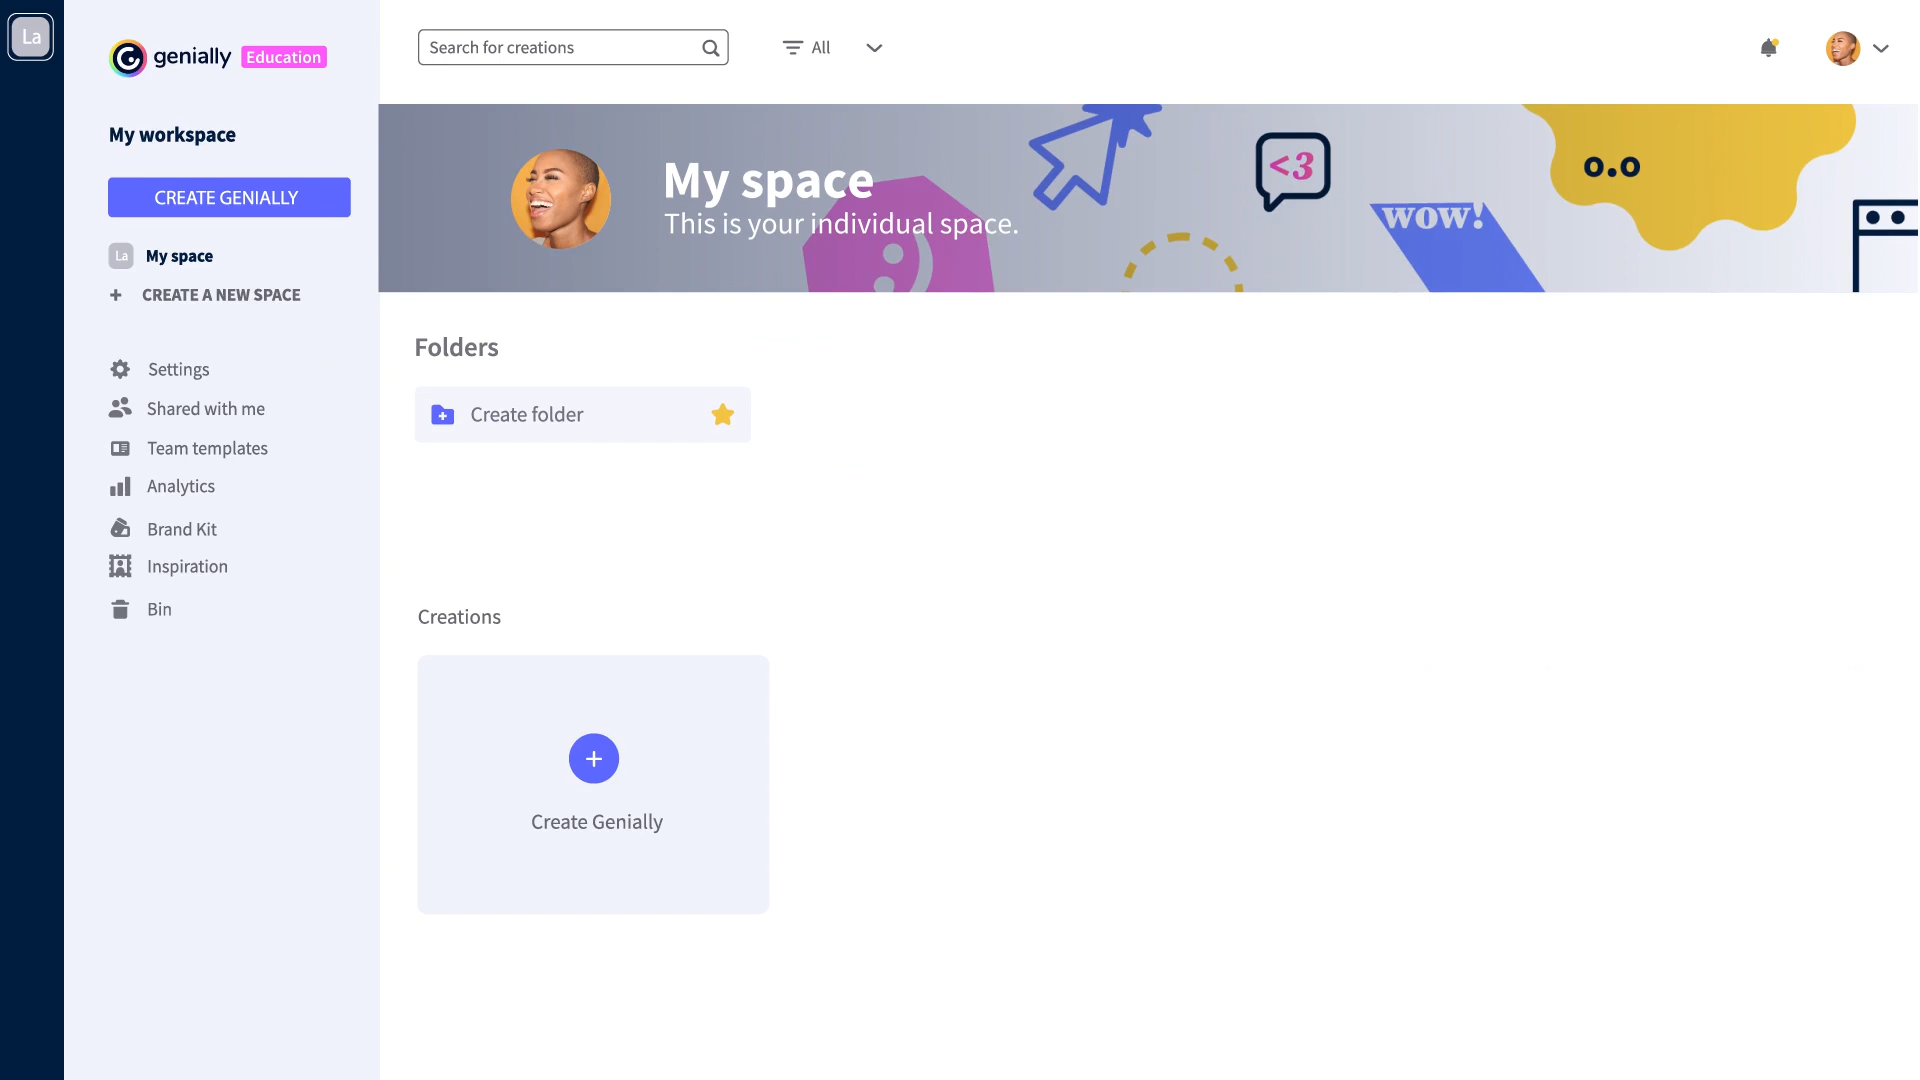 La
genially Education
My workspace
CREATE GENIALLY
La My space
+ CREATE A NEW SPACE
Settings
Shared with me
Team templates
Analytics
Brand Kit
Inspiration
Bin
Search for creations
All
My space
This is your individual space.
<3
wow!
o.o
Folders
Create folder
Creations
+
Create Genially